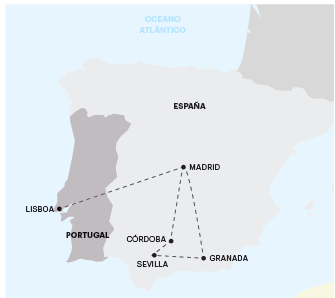 OCEANO
ATLÁNTICO
ESPAÑA
MADRID
LISBOA
PORTUGAL
CÓRDOBA
SEVILLA
GRANADA